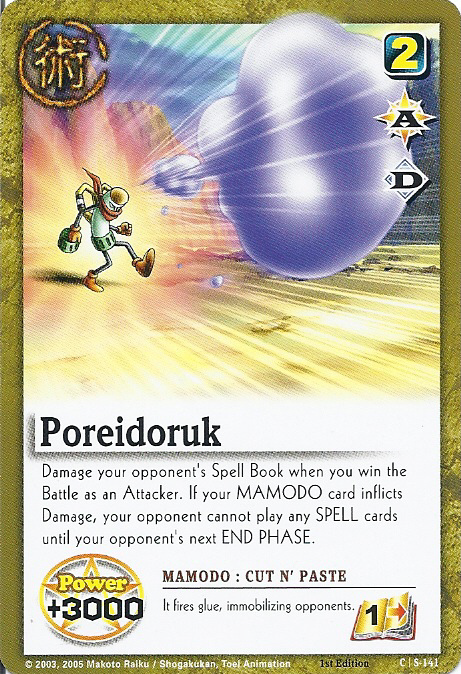 術
2
A
D
Poreidoruk
Damage your opponent's Spell Book when you win the
Battle as an Attacker. If your MAMODO card inflicts
Damage, your opponent cannot play any SPELL cards
until your opponent's next END PHASE.
Power
+3000
MAMODO : CUT N' PASTE
It fires glue, immobilizing opponents.
1
© 2003, 2005 Makoto Raiku / Shogakukan, Toei Animation
1st Edition
C | S-141